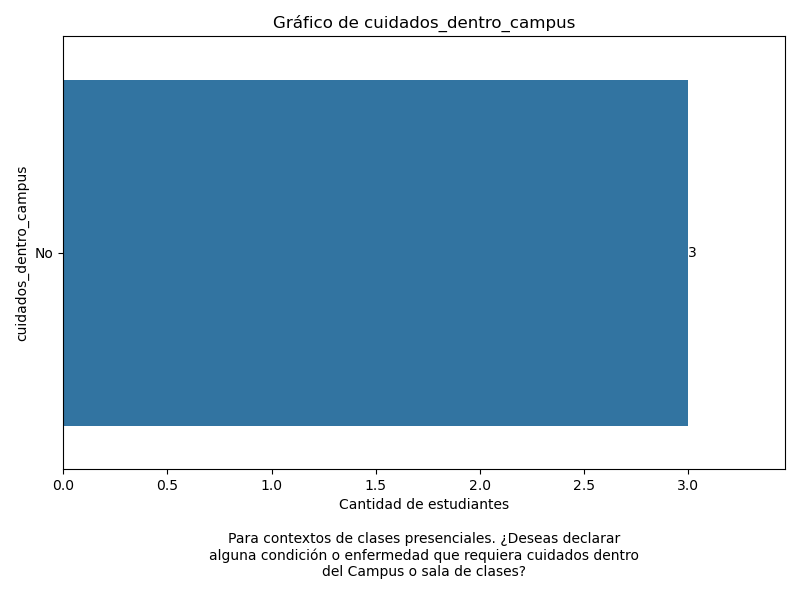 Gráfico de cuidados_dentro_campus
cuidados_dentro_campus
No
3
0.0 0.5 1.0 1.5 2.0 2.5 3.0
Cantidad de estudiantes
Para contextos de clases presenciales. ¿Deseas declarar
alguna condición o enfermedad que requiera cuidados dentro
del Campus o sala de clases?